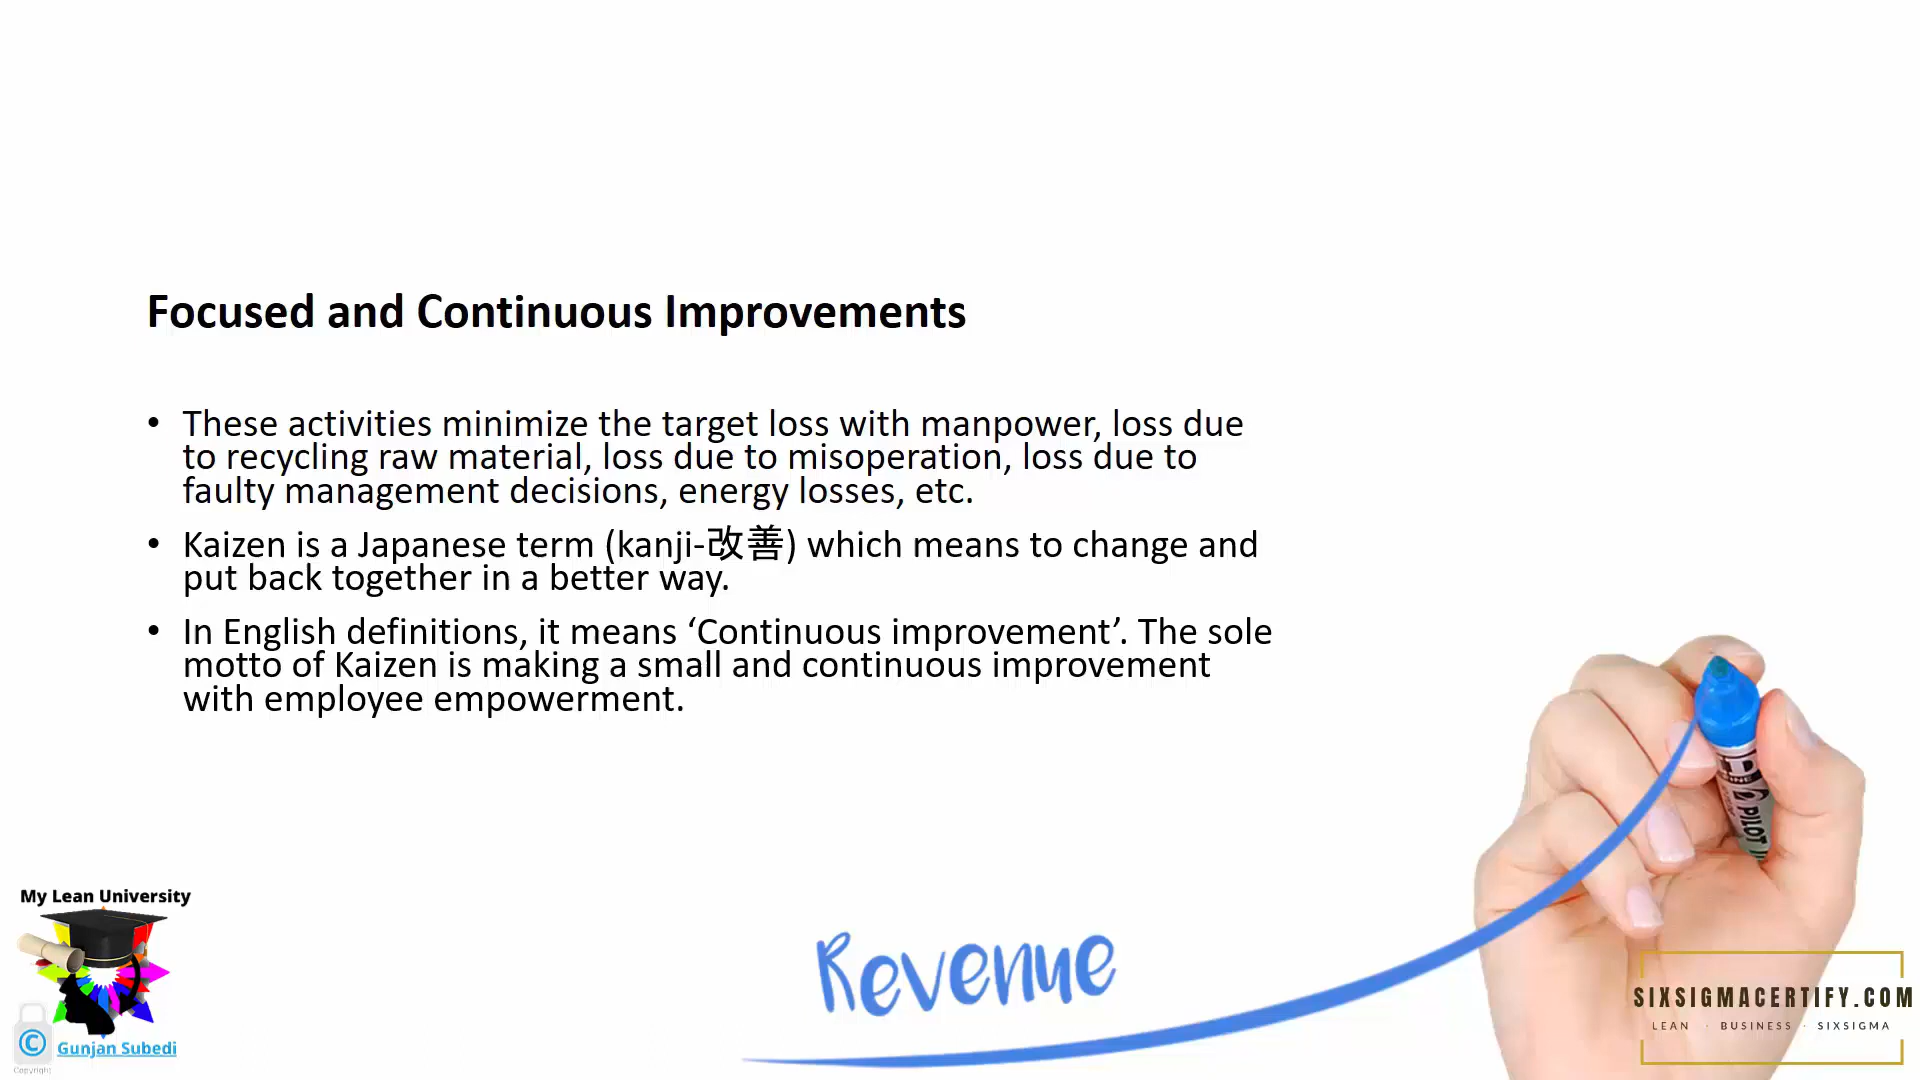 Focused and Continuous Improvements
• These activities minimize the target loss with manpower, loss due
to recycling raw material, loss due to misoperation, loss due to
faulty management decisions, energy losses, etc.
• Kaizen is a Japanese term (kanji-改善) which means to change and
put back together in a better way.
• In English definitions, it means ‘Continuous improvement’. The sole
motto of Kaizen is making a small and continuous improvement
with employee empowerment.
PILOT
My Lean University
Revenue
SIXSIGMACERTIFY.COM
LEAN · BUSINESS · SIXSIGMA
© Gunjan Subedi
Copyright